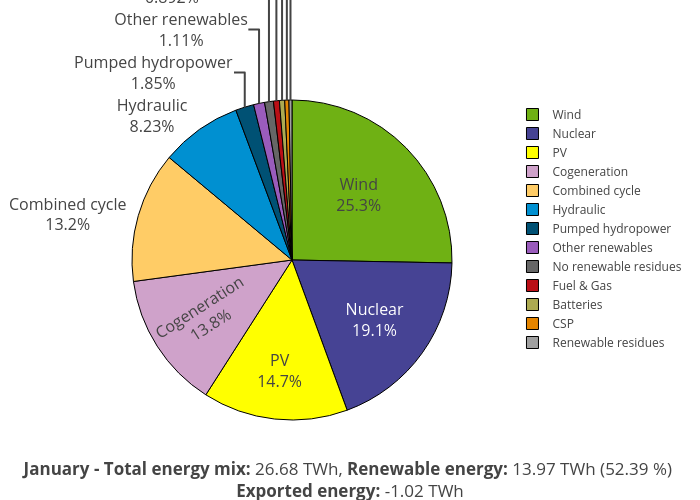 Other renewables
1.11%
Pumped hydropower
1.85%
Hydraulic
8.23%
Combined cycle
13.2%
Wind
25.3%
Nuclear
19.1%
PV
14.7%
Cogeneration
13.8%
Wind
Nuclear
PV
Cogeneration
Combined cycle
Hydraulic
Pumped hydropower
Other renewables
No renewable residues
Fuel & Gas
Batteries
CSP
Renewable residues
January - Total energy mix: 26.68 TWh, Renewable energy: 13.97 TWh (52.39 %)
Exported energy: -1.02 TWh